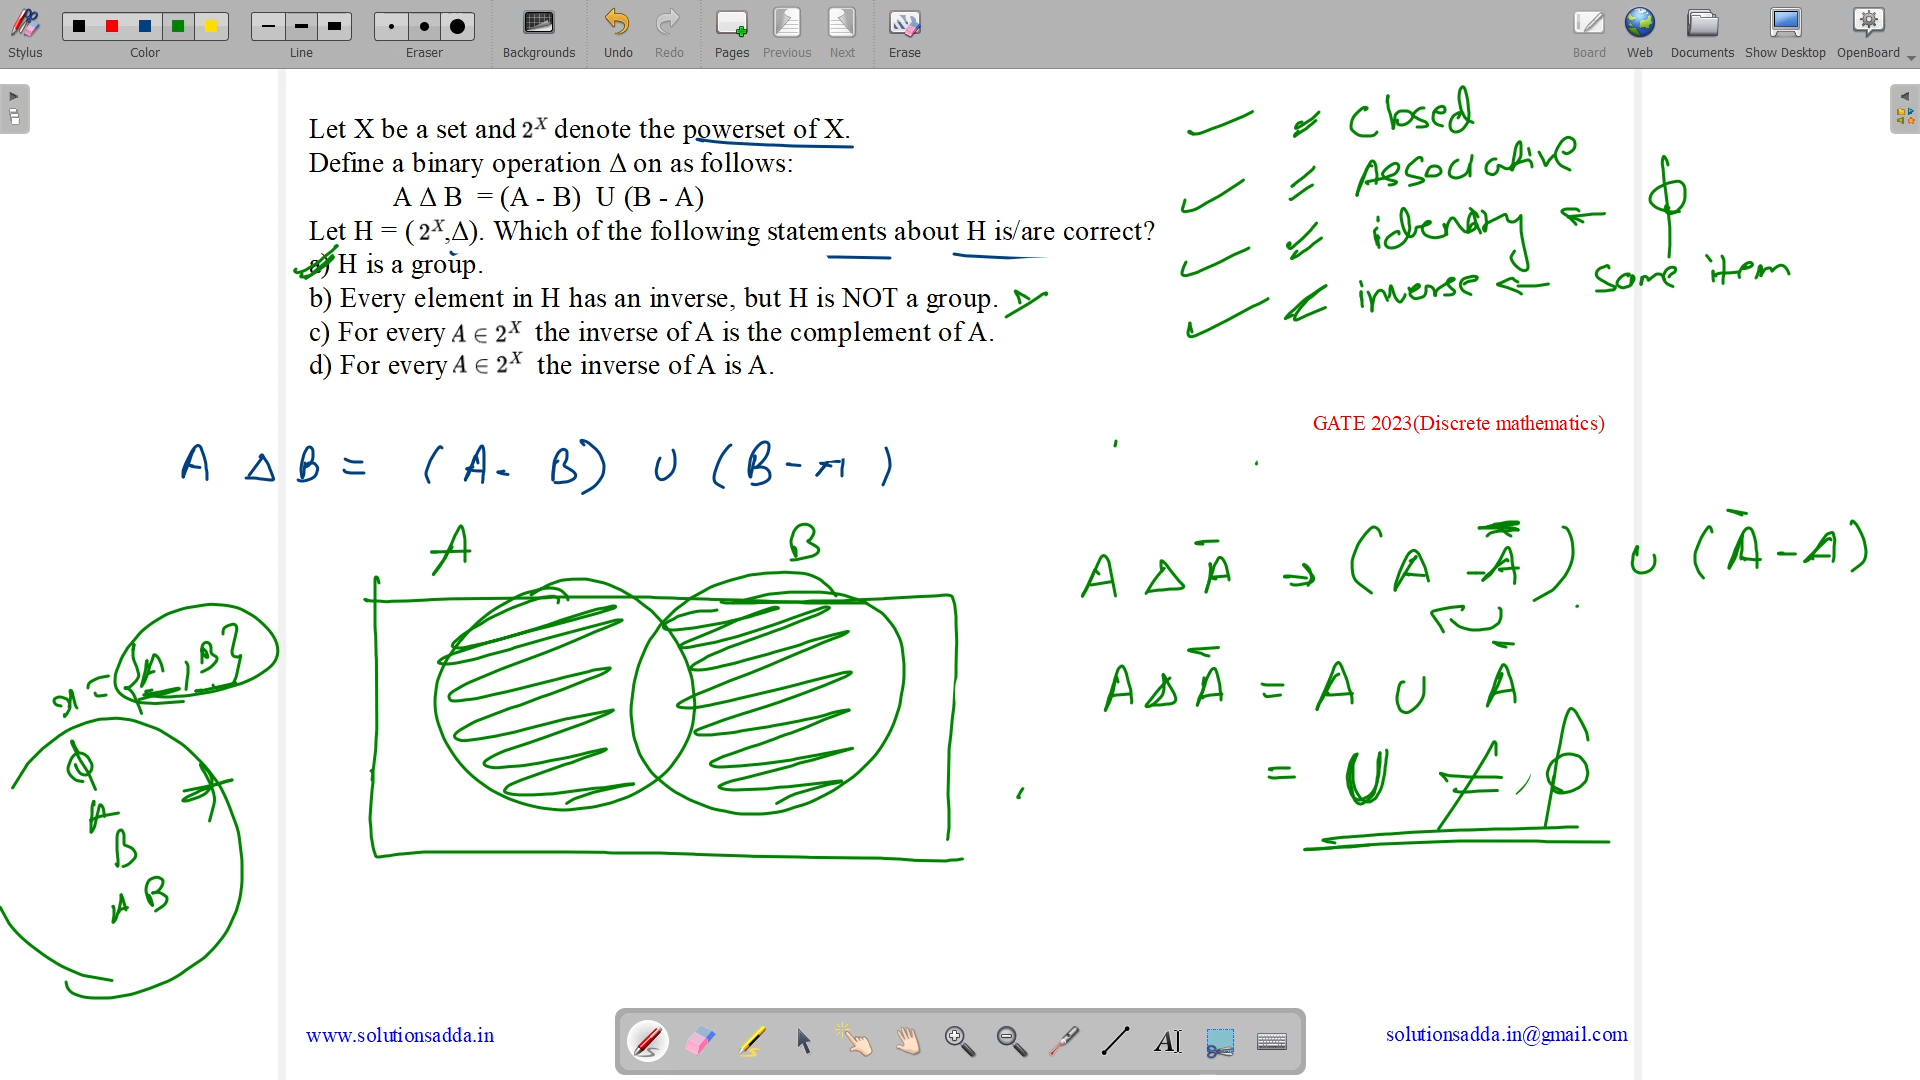 Stylus Color Line Eraser Backgrounds Undo Redo Pages Previous Next Erase Board Web Documents Show Desktop OpenBoard
Let X be a set and 2^X denote the powerset of X.
Define a binary operation Δ on as follows:
A Δ B = (A - B) U (B - A)
Let H = ( 2^X,Δ). Which of the following statements about H is/are correct?
a) H is a group.
b) Every element in H has an inverse, but H is NOT a group.
c) For every A ∈ 2^X the inverse of A is the complement of A.
d) For every A ∈ 2^X the inverse of A is A.
closed
Associative
identity ← ϕ
inverse ← same item
GATE 2023(Discrete mathematics)
A Δ B = (A - B) ∪ (B - A)
A B
A Δ Ā → (A - Ā) ∪ (Ā - A)
A Δ Ā = A ∪ Ā
= U ≠ ϕ
x = {A, B}
ϕ
A
B
A B
www.solutionsadda.in
solutionsadda.in@gmail.com